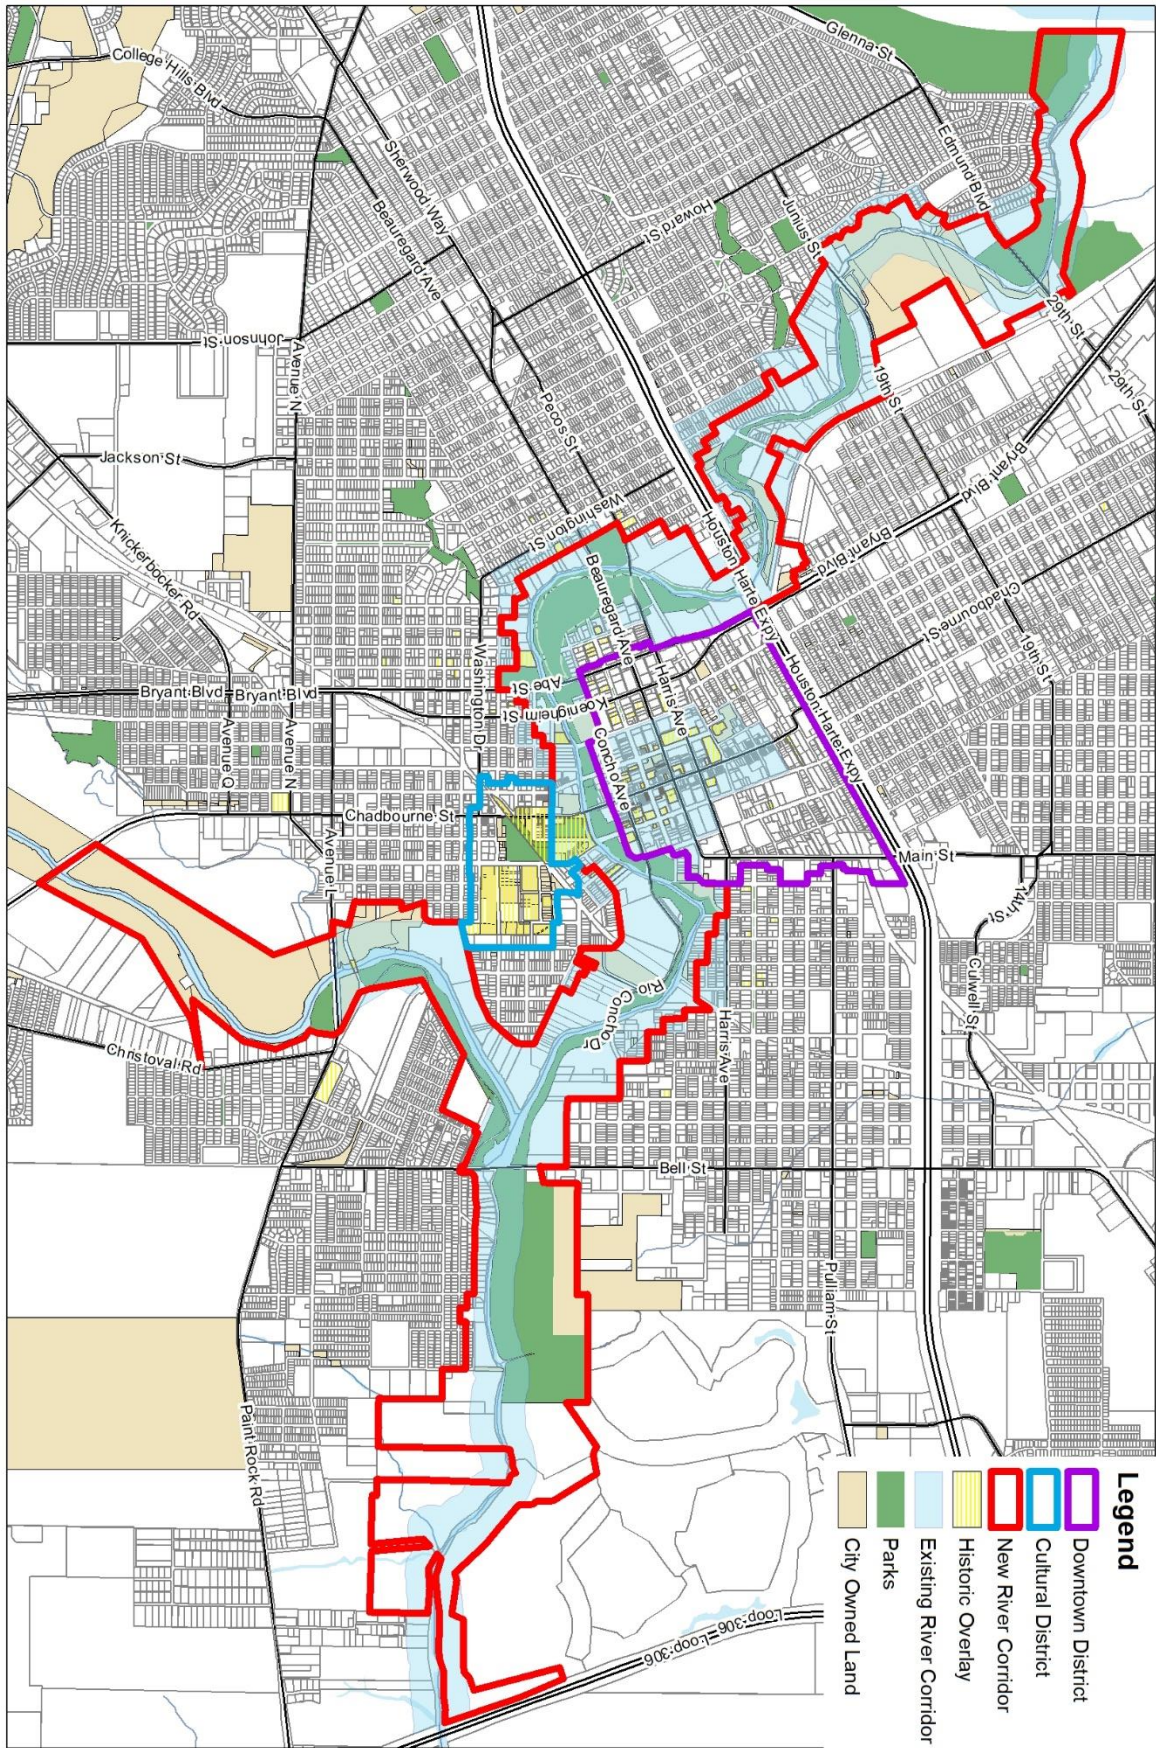 Glenna St
College Hills Blvd
Sherwood Way
Edmund Blvd
Beauregard Ave
Howard St
Junius St
29th St
29th St
Johnson St
Avenue N
19th St
Pecos St
Bryant Blvd
Jackson St
Knickerbocker Rd
Washington St
Houston Harte Expy
Bryant Blvd
Chadbourne St
19th St
Beauregard Ave
Harris Ave
Houston Harte Expy
Washington Dr
Abe St
Koenigheim St
Bryant Blvd
Bryant Blvd
Avenue Q
Avenue N
Concho Ave
Chadbourne St
Avenue L
Main St
14th St
Culwell St
Rio Concho Dr
Harris Ave
Christoval Rd
Bell St
Pulliam St
Paint Rock Rd
Loop 306
Loop 306
Legend
Downtown District
Cultural District
New River Corridor
Historic Overlay
Existing River Corridor
Parks
City Owned Land